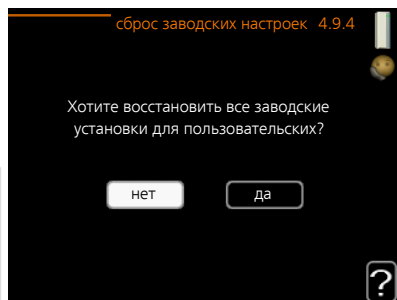 сброс заводских настроек 4.9.4
Хотите восстановить все заводские
установки для пользовательских?
нет
да
?